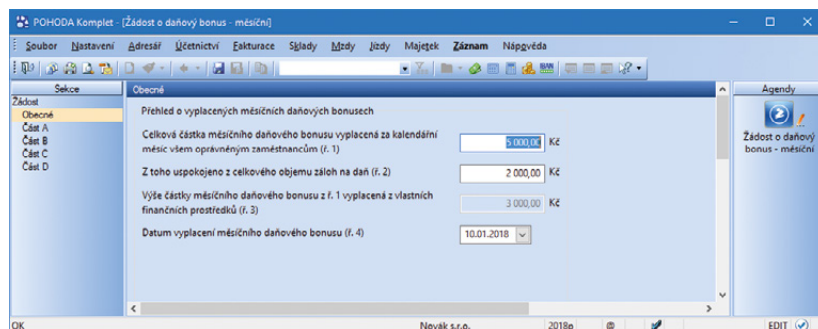 POHODA Komplet - [Žádost o daňový bonus - měsíční]
Soubor Nastavení Adresář Účetnictví Fakturace Sklady Mzdy Jízdy Majetek Záznam Nápověda
Sekce
Žádost
Obecné
Část A
Část B
Část C
Část D
Obecné
Přehled o vyplacených měsíčních daňových bonusech
Celková částka měsíčního daňového bonusu vyplacená za kalendářní
měsíc všem oprávněným zaměstnancům (ř. 1)
5 000,00 Kč
Z toho uspokojeno z celkového objemu záloh na daň (ř. 2)
2 000,00 Kč
Výše částky měsíčního daňového bonusu z ř. 1 vyplacená z vlastních
finančních prostředků (ř. 3)
3 000,00 Kč
Datum vyplacení měsíčního daňového bonusu (ř. 4)
10.01.2018
Agendy
Žádost o daňový
bonus - měsíční
OK Novák s.r.o. 2018p @ EDIT